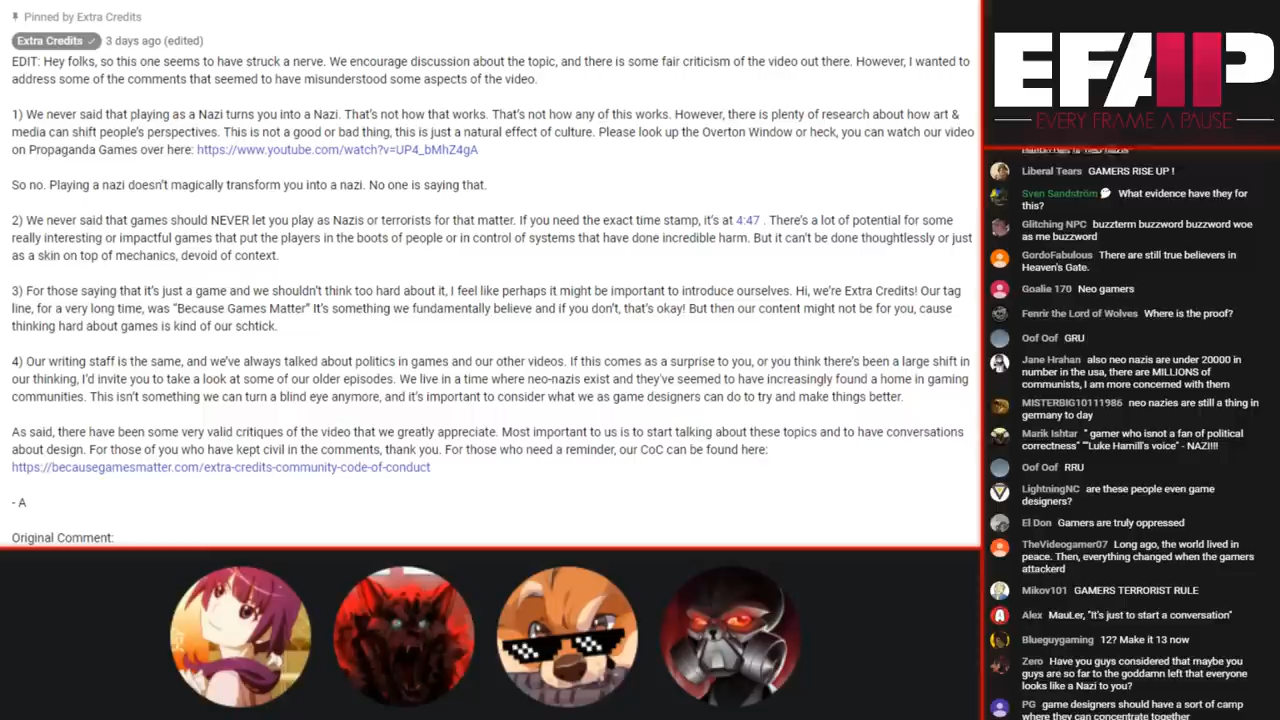 Pinned by Extra Credits
Extra Credits 3 days ago (edited)
EDIT: Hey folks, so this one seems to have struck a nerve. We encourage discussion about the topic, and there is some fair criticism of the video out there. However, I wanted to
address some of the comments that seemed to have misunderstood some aspects of the video.
1) We never said that playing as a Nazi turns you into a Nazi. That's not how that works. That's not how any of this works. However, there is plenty of research about how art &
media can shift people's perspectives. This is not a good or bad thing, this is just a natural effect of culture. Please look up the Overton Window or heck, you can watch our video
on Propaganda Games over here: https://www.youtube.com/watch?v=UP4_bMhZ4gA
So no. Playing a nazi doesn't magically transform you into a nazi. No one is saying that.
2) We never said that games should NEVER let you play as Nazis or terrorists for that matter. If you need the exact time stamp, it's at 4:47 . There's a lot of potential for some
really interesting or impactful games that put the players in the boots of people or in control of systems that have done incredible harm. But it can't be done thoughtlessly or just
as a skin on top of mechanics, devoid of context.
3) For those saying that it's just a game and we shouldn't think too hard about it, I feel like perhaps it might be important to introduce ourselves. Hi, we're Extra Credits! Our tag
line, for a very long time, was “Because Games Matter” It's something we fundamentally believe and if you don't, that's okay! But then our content might not be for you, cause
thinking hard about games is kind of our schtick.
4) Our writing staff is the same, and we've always talked about politics in games and our other videos. If this comes as a surprise to you, or you think there's been a large shift in
our thinking, I'd invite you to take a look at some of our older episodes. We live in a time where neo-nazis exist and they've seemed to have increasingly found a home in gaming
communities. This isn't something we can turn a blind eye anymore, and it's important to consider what we as game designers can do to try and make things better.
As said, there have been some very valid critiques of the video that we greatly appreciate. Most important to us is to start talking about these topics and to have conversations
about design. For those of you who have kept civil in the comments, thank you. For those who need a reminder, our CoC can be found here:
https://becausegamesmatter.com/extra-credits-community-code-of-conduct
- A
Original Comment:
EFAP
EVERY FRAME A PAUSE
Liberal Tears GAMERS RISE UP !
Sven Sandström What evidence have they for
this?
Glitching NPC buzzterm buzzword buzzword woe
as me buzzword
GordoFabulous There are still true believers in
Heaven's Gate.
Goalie 170 Neo gamers
Fenrir the Lord of Wolves Where is the proof?
Oof Oof GRU
Jane Hrahan also neo nazis are under 20000 in
number in the usa, there are MILLIONS of
communists, I am more concerned with them
MISTERBIG10111986 neo nazies are still a thing in
germany to day
Marik Ishtar " gamer who isnot a fan of political
correctness" ""Luke Hamill's voice" - NAZI!!!
Oof Oof RRU
LightningNC are these people even game
designers?
El Don Gamers are truly oppressed
TheVideogamer07 Long ago, the world lived in
peace. Then, everything changed when the gamers
attackerd
Mikov101 GAMERS TERRORIST RULE
Alex MauLer, "It's just to start a conversation"
Blueguygaming 12? Make it 13 now
Zero Have you guys considered that maybe you
guys are so far to the goddamn left that everyone
looks like a Nazi to you?
PG game designers should have a sort of camp
where they can concentrate together